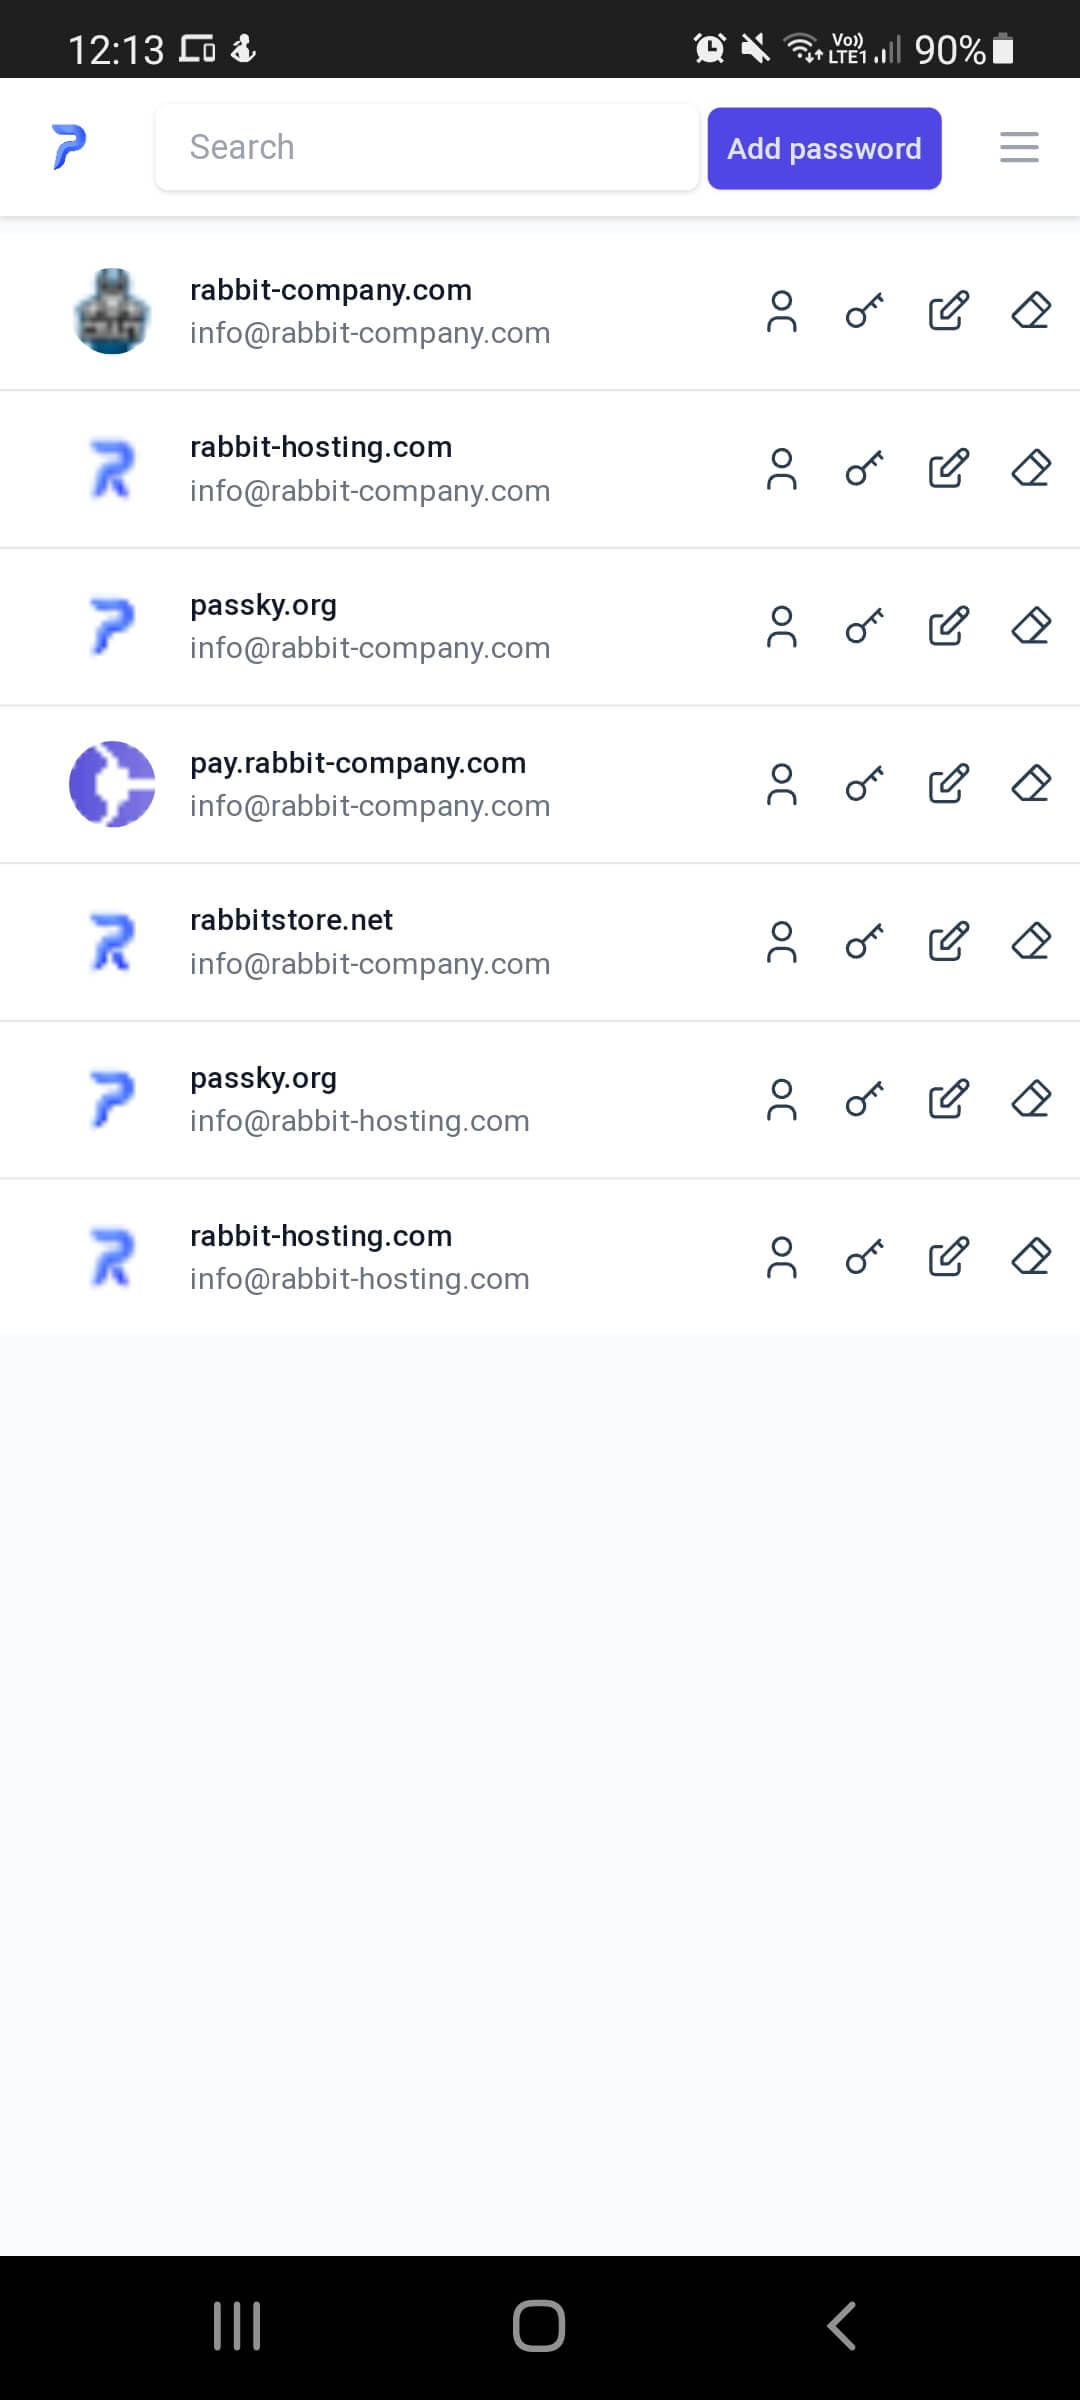 12:13 Vo)) LTE1 90%
Search Add password
rabbit-company.com
info@rabbit-company.com
rabbit-hosting.com
info@rabbit-company.com
passky.org
info@rabbit-company.com
pay.rabbit-company.com
info@rabbit-company.com
rabbitstore.net
info@rabbit-company.com
passky.org
info@rabbit-hosting.com
rabbit-hosting.com
info@rabbit-hosting.com